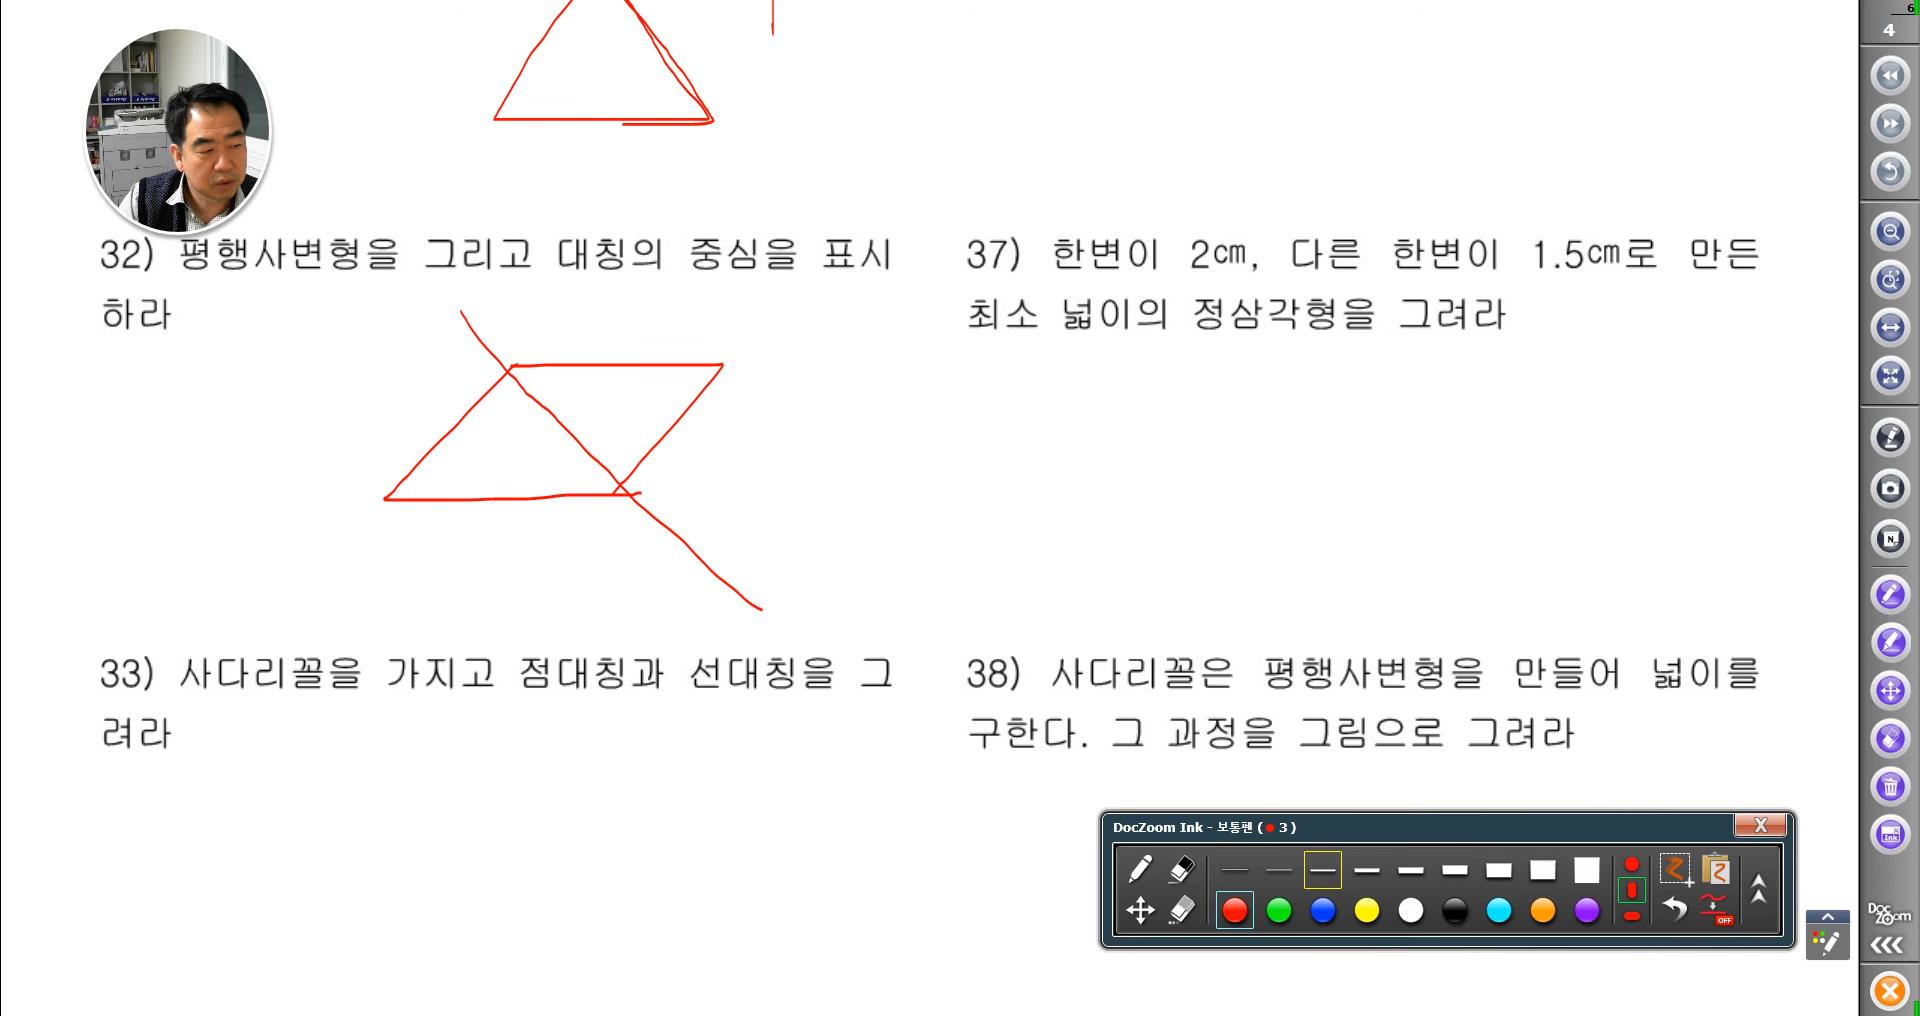 6
4
32) 평행사변형을 그리고 대칭의 중심을 표시
하라
37) 한변이 2㎝, 다른 한변이 1.5㎝로 만든
최소 넓이의 정삼각형을 그려라
33) 사다리꼴을 가지고 점대칭과 선대칭을 그
려라
38) 사다리꼴은 평행사변형을 만들어 넓이를
구한다. 그 과정을 그림으로 그려라
DocZoom Ink - 보통펜 ( 3 )
X
OFF
N
Ink
Doc
Zoom